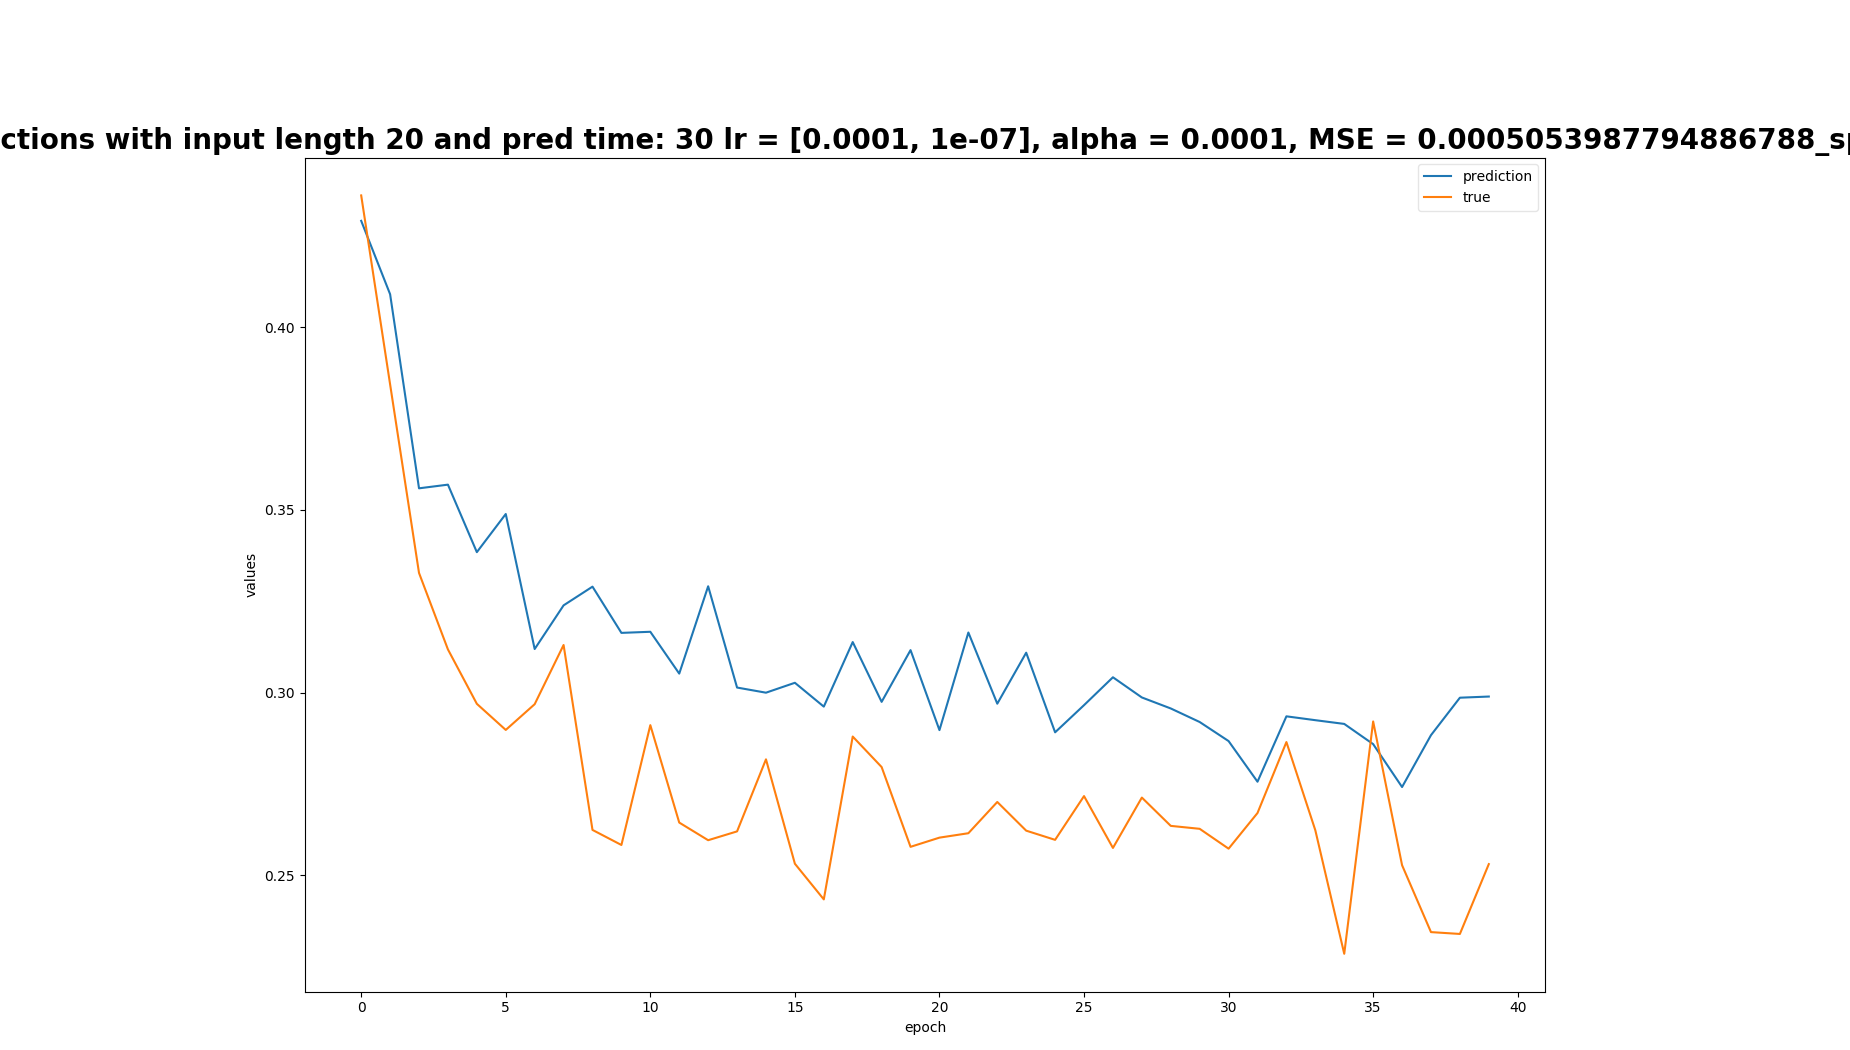 ctions with input length 20 and pred time: 30 lr = [0.0001, 1e-07], alpha = 0.0001, MSE = 0.0005053987794886788_sp
prediction
true
0.40
0.35
0.30
0.25
values
0 5 10 15 20 25 30 35 40
epoch